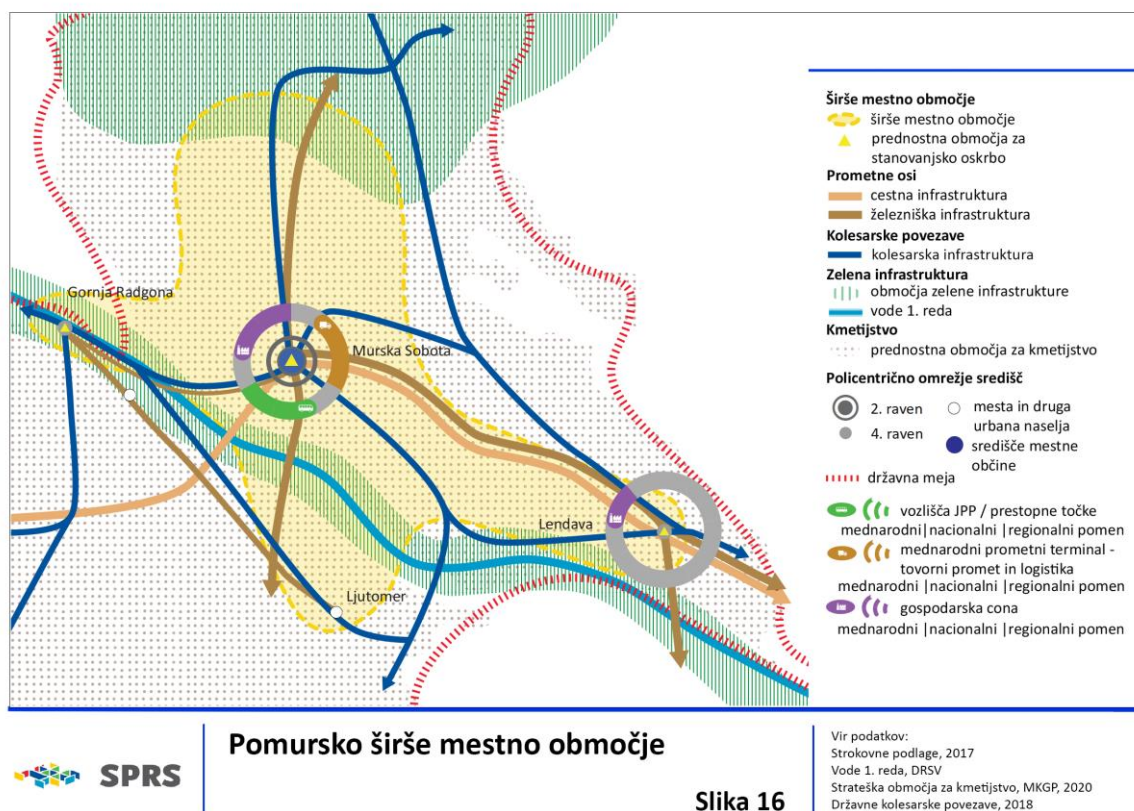 Gornja Radgona
Murska Sobota
Lendava
Ljutomer
Širše mestno območje
širše mestno območje
prednostna območja za
stanovanjsko oskrbo
Prometne osi
cestna infrastruktura
železniška infrastruktura
Kolesarske povezave
kolesarska infrastruktura
Zelena infrastruktura
območja zelene infrastrukture
vode 1. reda
Kmetijstvo
prednostna območja za kmetijstvo
Policentrično omrežje središč
2. raven
4. raven
mesta in druga
urbana naselja
središče mestne
občine
državna meja
vozlišča JPP / prestopne točke
mednarodni|nacionalni |regionalni pomen
mednarodni prometni terminal -
tovorni promet in logistika
mednarodni |nacionalni |regionalni pomen
gospodarska cona
mednarodni |nacionalni |regionalni pomen
SPRS
Pomursko širše mestno območje
Slika 16
Vir podatkov:
Strokovne podlage, 2017
Vode 1. reda, DRSV
Strateška območja za kmetijstvo, MKGP, 2020
Državne kolesarske povezave, 2018